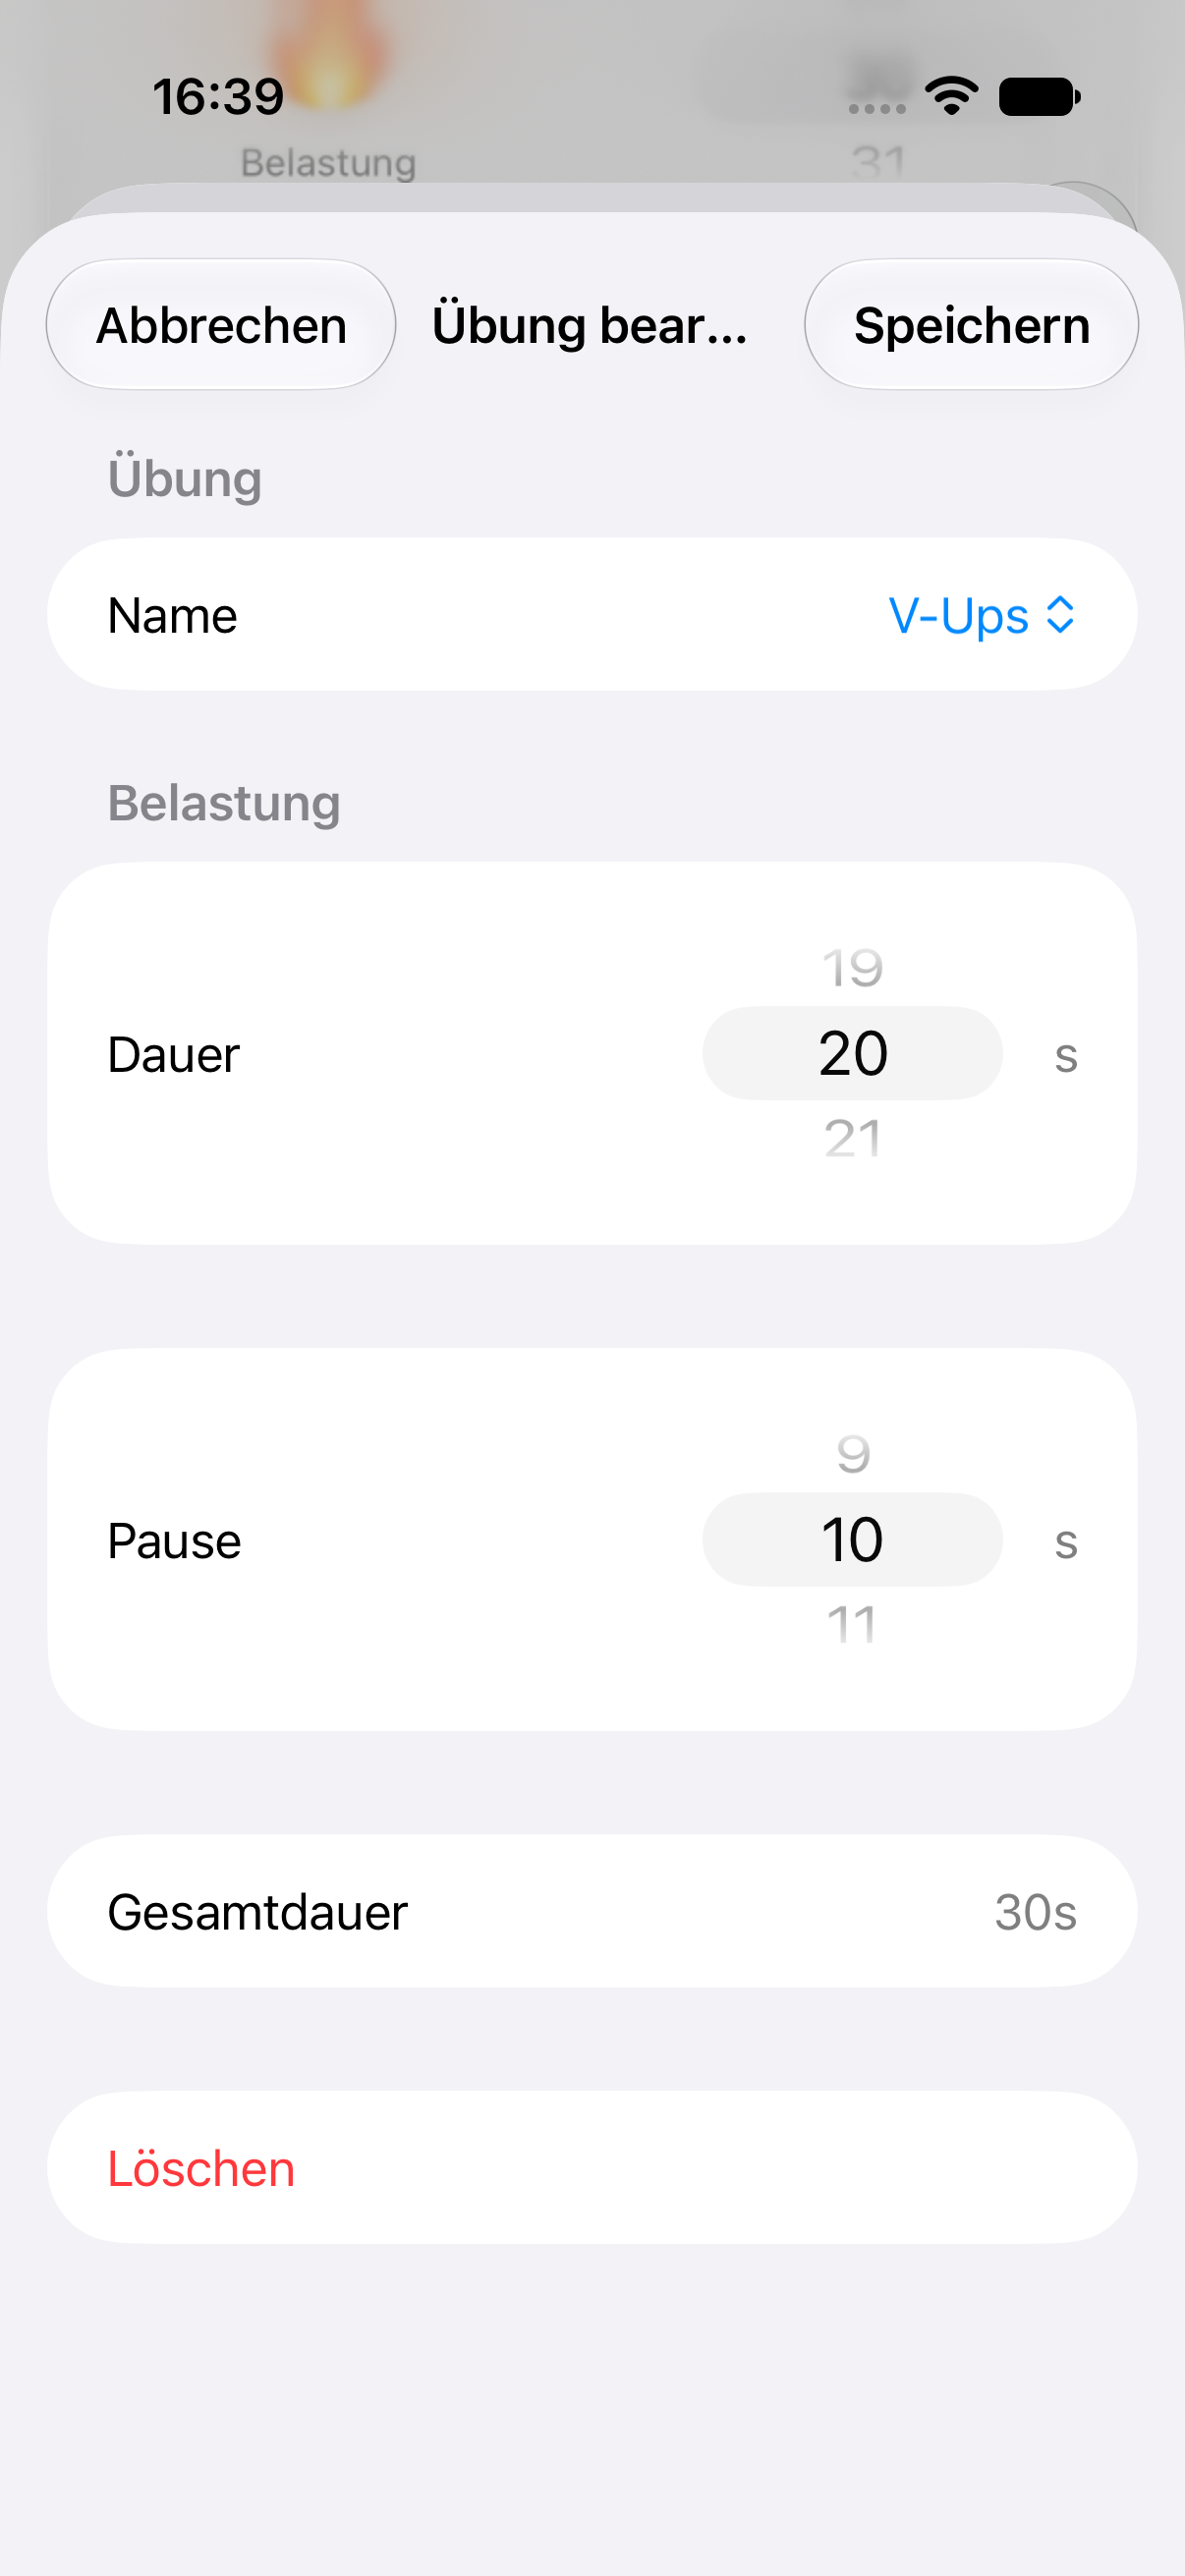 16:39
Belastung
31
Abbrechen Übung bear... Speichern
Übung
Name V-Ups
Belastung
19
Dauer 20 s
21
9
Pause 10 s
11
Gesamtdauer 30s
Löschen